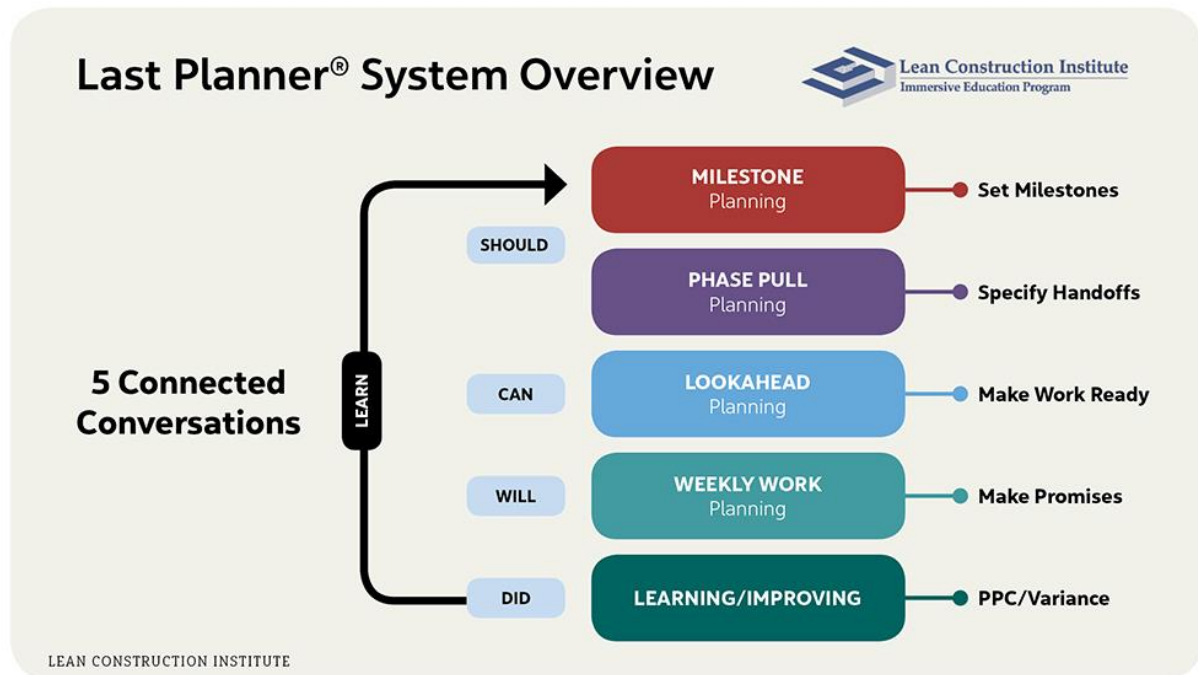 Last Planner® System Overview
Lean Construction Institute
Immersive Education Program
MILESTONE
Planning
Set Milestones
SHOULD
PHASE PULL
Planning
Specify Handoffs
5 Connected
Conversations
LEARN
CAN
LOOKAHEAD
Planning
Make Work Ready
WILL
WEEKLY WORK
Planning
Make Promises
DID
LEARNING/IMPROVING
PPC/Variance
LEAN CONSTRUCTION INSTITUTE